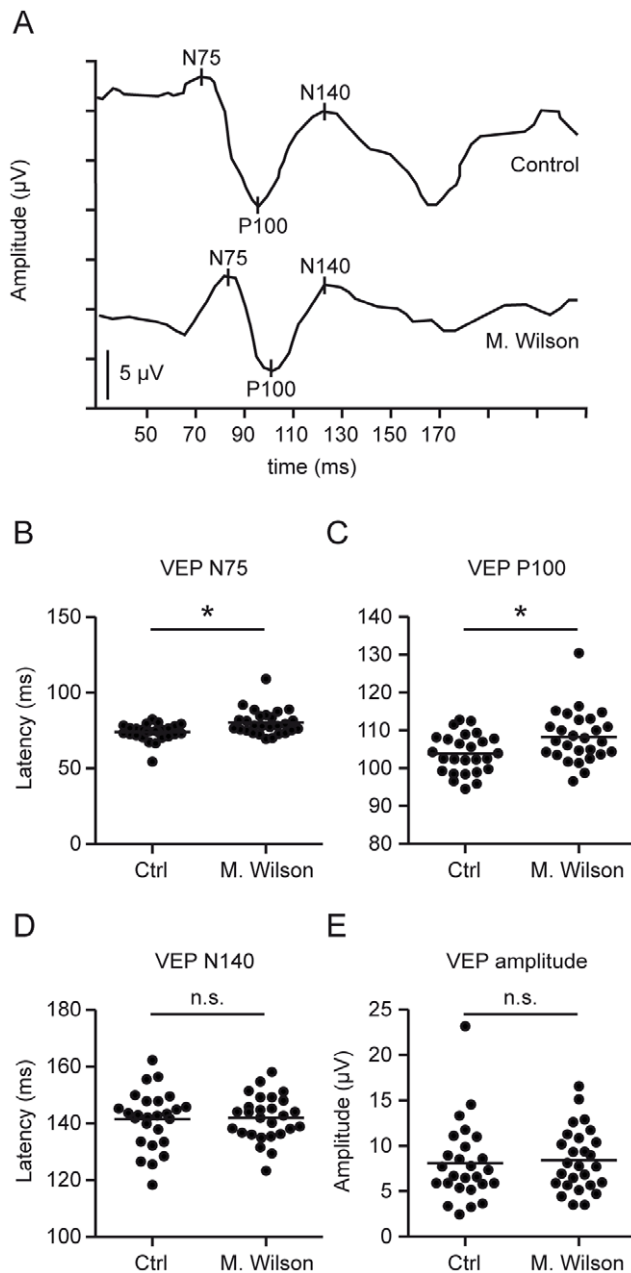 A
N75
N140
Control
P100
N75
N140
M. Wilson
P100
5 µV
Amplitude (µV)
50 70 90 110 130 150 170
time (ms)
B
VEP N75
*
150
100
50
0
Latency (ms)
Ctrl M. Wilson
C
VEP P100
*
140
130
120
110
100
90
80
Ctrl M. Wilson
D
VEP N140
n.s.
180
160
140
120
100
Latency (ms)
Ctrl M. Wilson
E
VEP amplitude
n.s.
25
20
15
10
5
0
Amplitude (µV)
Ctrl M. Wilson